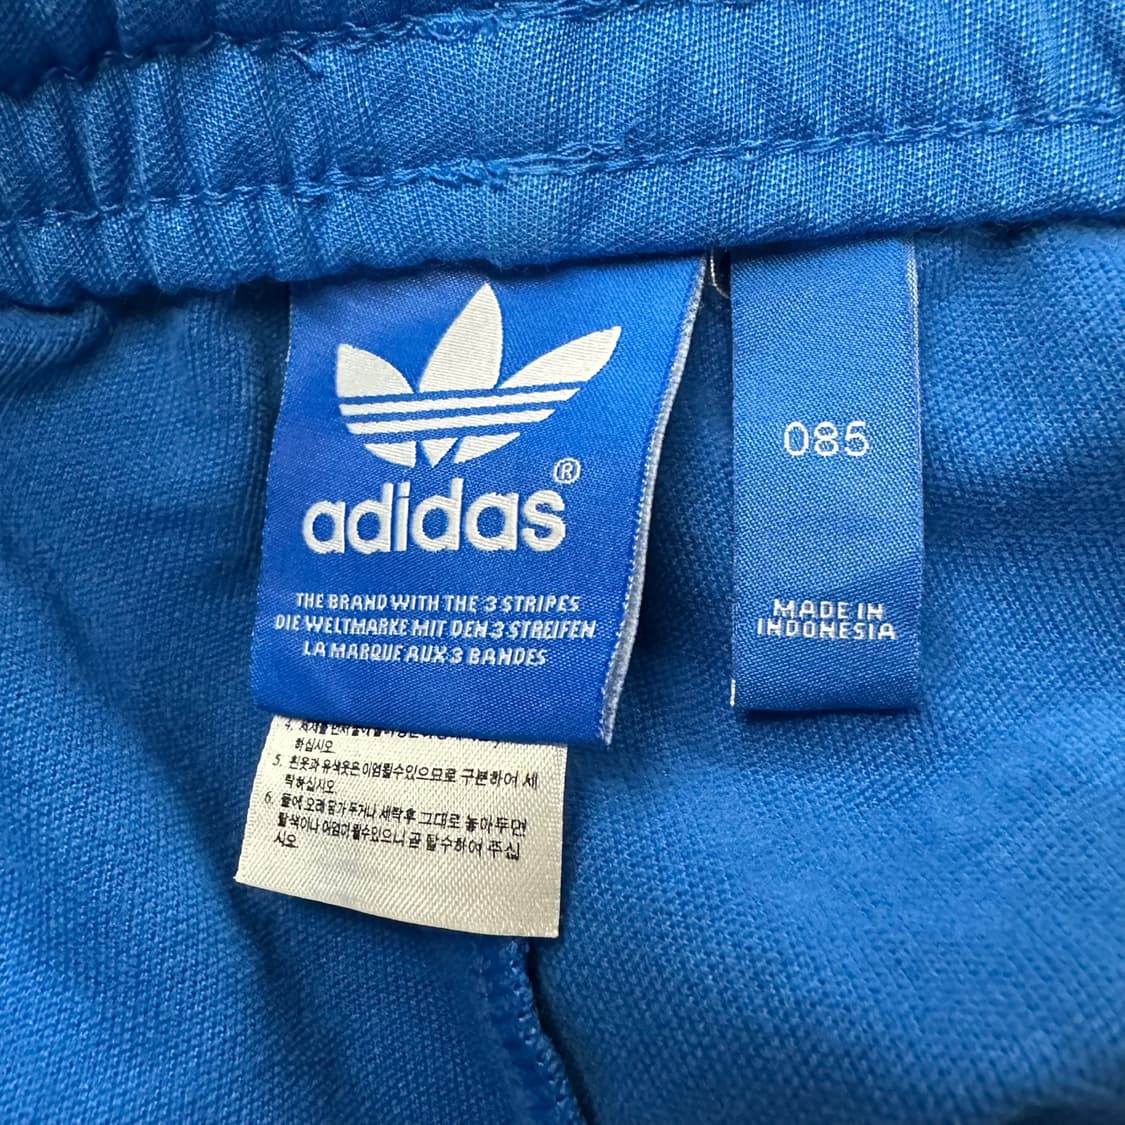 adidas®
THE BRAND WITH THE 3 STRIPES
DIE WELTMARKE MIT DEN 3 STREIFEN
LA MARQUE AUX 3 BANDES
085
MADE IN
INDONESIA
4.
하십시오
5. 흰옷과 유색옷은 이염될수있으므로 구분하여 세
탁하십시오.
6. 물에 오래 담가 두거나 세탁후 그대로 놓아두면
탈색이나 이염이 될수있으니 곧 탈수하여 주십
시오.